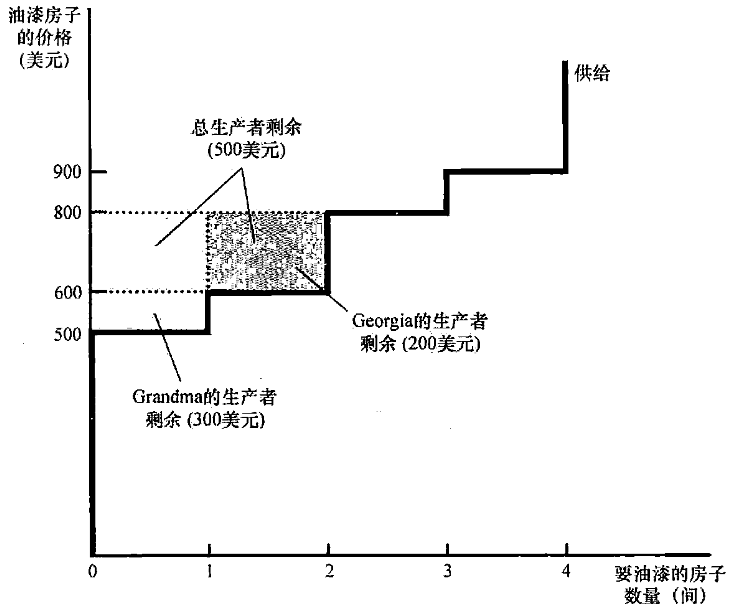 油漆房子
的价格
(美元)
供给
总生产者剩余
(500美元)
900
800
600
Georgia的生产者
剩余 (200美元)
500
Grandma的生产者
剩余 (300美元)
0
1
2
3
4
要油漆的房子
数量（间）